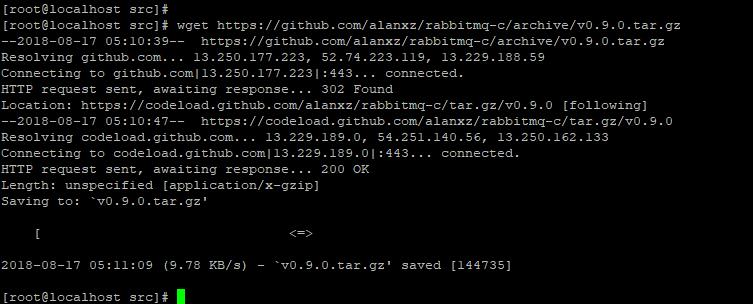 [root@localhost src]#
[root@localhost src]# wget https://github.com/alanxz/rabbitmq-c/archive/v0.9.0.tar.gz
--2018-08-17 05:10:39--  https://github.com/alanxz/rabbitmq-c/archive/v0.9.0.tar.gz
Resolving github.com... 13.250.177.223, 52.74.223.119, 13.229.188.59
Connecting to github.com|13.250.177.223|:443... connected.
HTTP request sent, awaiting response... 302 Found
Location: https://codeload.github.com/alanxz/rabbitmq-c/tar.gz/v0.9.0 [following]
--2018-08-17 05:10:47--  https://codeload.github.com/alanxz/rabbitmq-c/tar.gz/v0.9.0
Resolving codeload.github.com... 13.229.189.0, 54.251.140.56, 13.250.162.133
Connecting to codeload.github.com|13.229.189.0|:443... connected.
HTTP request sent, awaiting response... 200 OK
Length: unspecified [application/x-gzip]
Saving to: `v0.9.0.tar.gz'
    [                               <=>
2018-08-17 05:11:09 (9.78 KB/s) - `v0.9.0.tar.gz' saved [144735]
[root@localhost src]#